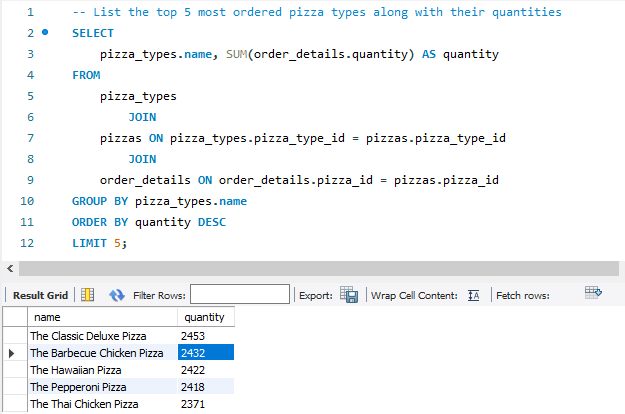 1 -- List the top 5 most ordered pizza types along with their quantities
2 SELECT
3 pizza_types.name, SUM(order_details.quantity) AS quantity
4 FROM
5 pizza_types
6 JOIN
7 pizzas ON pizza_types.pizza_type_id = pizzas.pizza_type_id
8 JOIN
9 order_details ON order_details.pizza_id = pizzas.pizza_id
10 GROUP BY pizza_types.name
11 ORDER BY quantity DESC
12 LIMIT 5;
Result Grid Filter Rows: Export: Wrap Cell Content: Fetch rows:
name quantity
The Classic Deluxe Pizza 2453
The Barbecue Chicken Pizza 2432
The Hawaiian Pizza 2422
The Pepperoni Pizza 2418
The Thai Chicken Pizza 2371